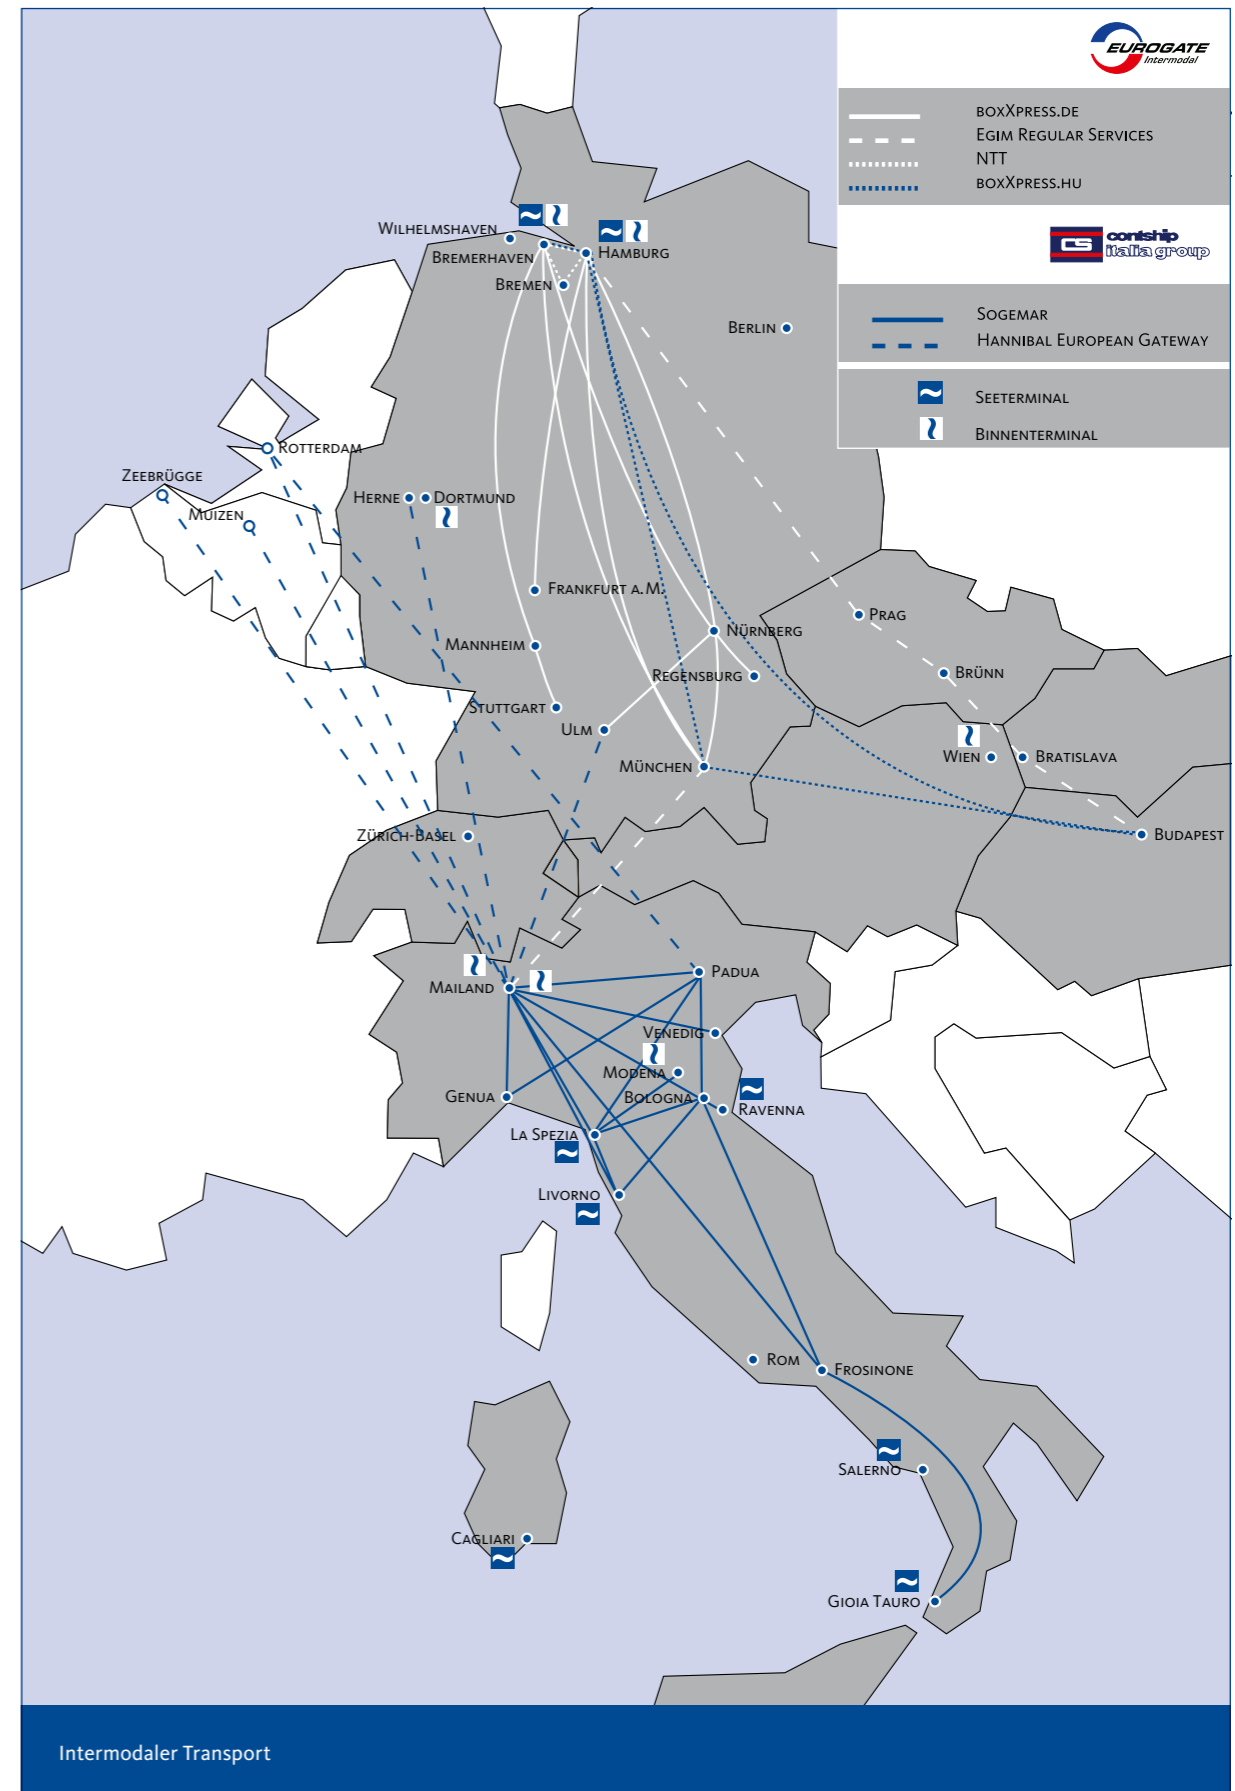 EUROGATE
Intermodal
boxXpress.de
Egim Regular Services
NTT
boxXpress.hu
CS contship
italia group
Sogemar
Hannibal European Gateway
Seeterminal
Binnenterminal
Wilhelmshaven
Bremerhaven
Hamburg
Bremen
Berlin
Rotterdam
Zeebrügge
Muizen
Herne
Dortmund
Frankfurt a.M.
Prag
Nürnberg
Mannheim
Regensburg
Brünn
Stuttgart
Ulm
München
Wien
Bratislava
Zürich-Basel
Budapest
Padua
Mailand
Venedig
Modena
Genua
Bologna
Ravenna
La Spezia
Livorno
Rom
Frosinone
Salerno
Cagliari
Gioia Tauro
Intermodaler Transport